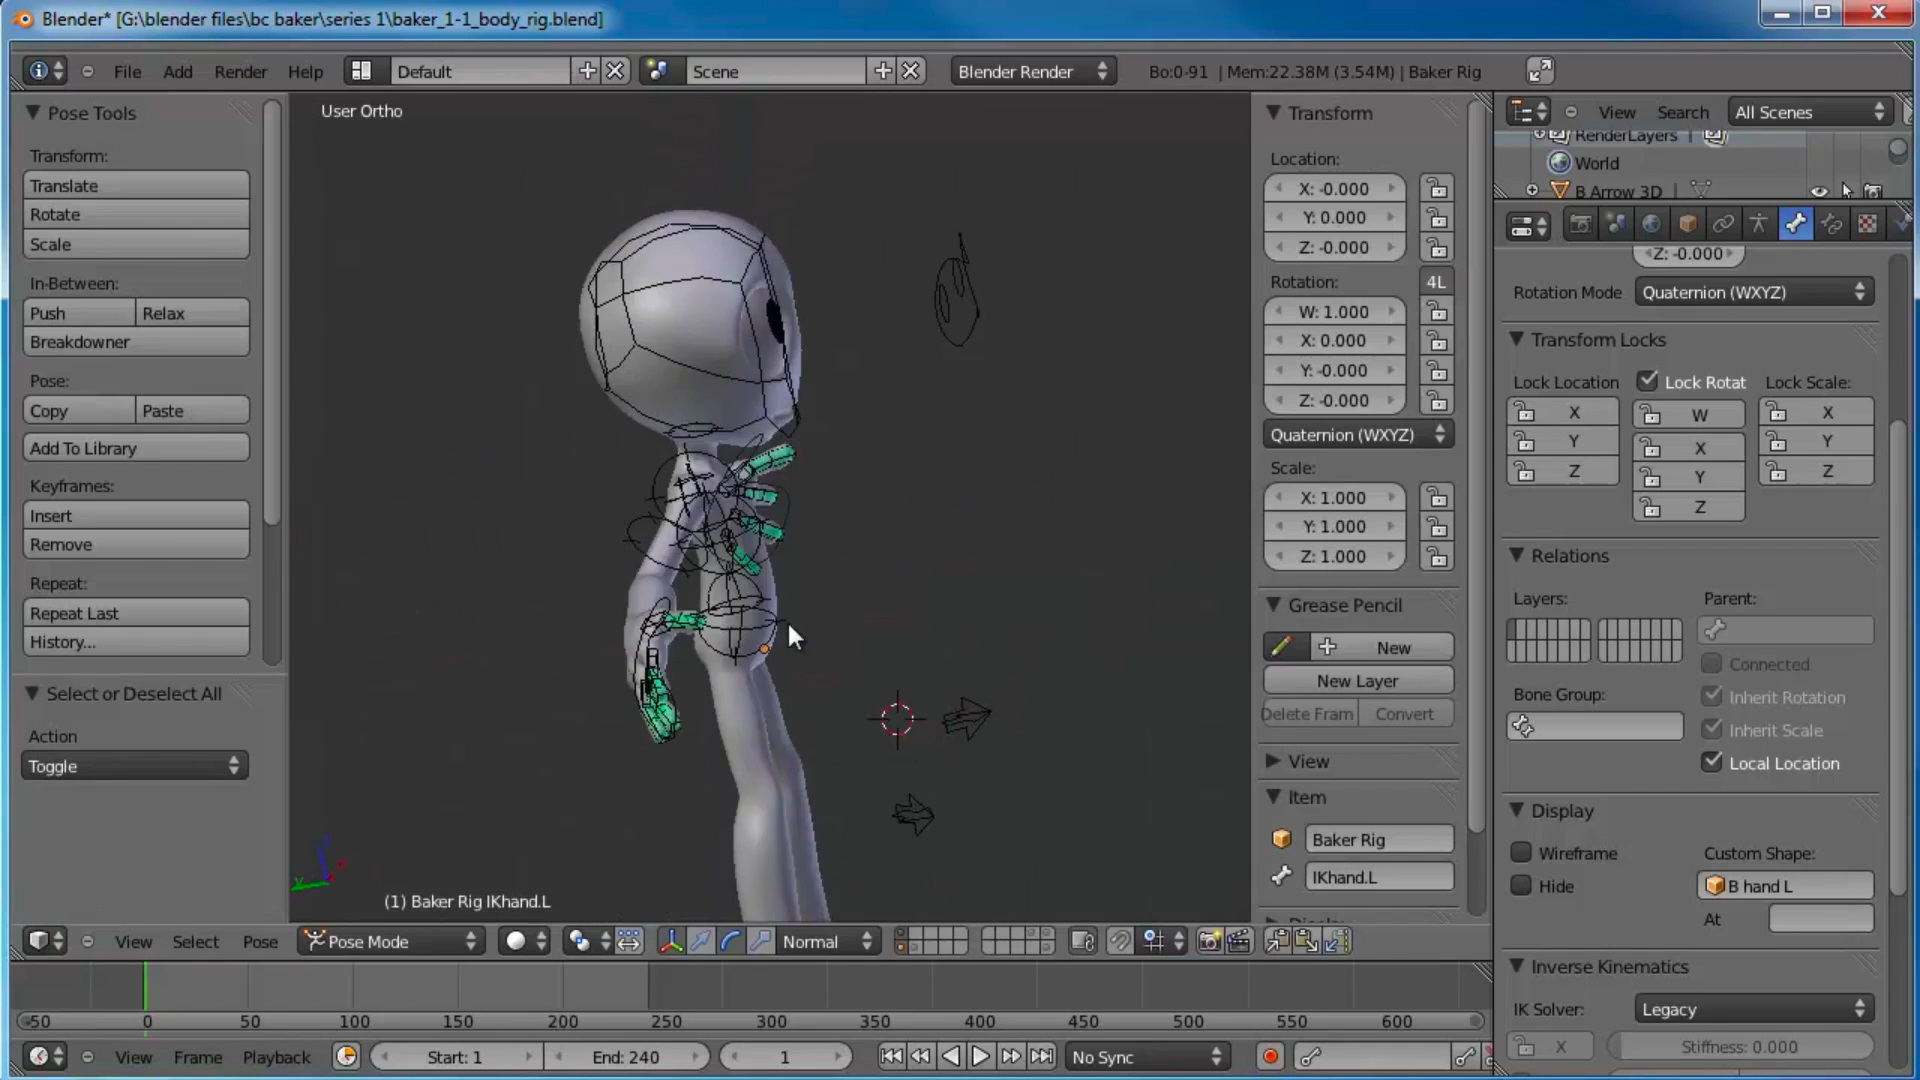 Blender* [G:\blender files\bc baker\series 1\baker_1-1_body_rig.blend]
File Add Render Help Default Scene Blender Render Bo:0-91 | Mem:22.38M (3.54M) | Baker Rig
Pose Tools
Transform:
Translate
Rotate
Scale
In-Between:
Push Relax
Breakdowner
Pose:
Copy Paste
Add To Library
Keyframes:
Insert
Remove
Repeat:
Repeat Last
History...
Select or Deselect All
Action
Toggle
User Ortho
(1) Baker Rig IKhand.L
Transform
Location:
X: -0.000
Y: 0.000
Z: -0.000
Rotation: 4L
W: 1.000
X: 0.000
Y: -0.000
Z: -0.000
Quaternion (WXYZ)
Scale:
X: 1.000
Y: 1.000
Z: 1.000
Grease Pencil
New
New Layer
Delete Fram Convert
View
Item
Baker Rig
IKhand.L
View Search All Scenes
RenderLayers |
World
B Arrow 3D |
Z: -0.000
Rotation Mode Quaternion (WXYZ)
Transform Locks
Lock Location Lock Rotat Lock Scale:
X W X
Y X Y
Z Y Z
Z
Relations
Layers: Parent:
Connected
Bone Group: Inherit Rotation
Inherit Scale
Local Location
Display
Wireframe Custom Shape:
Hide B hand L
At
Inverse Kinematics
IK Solver: Legacy
X Stiffness: 0.000
View Select Pose Pose Mode Normal
-50 0 50 100 150 200 250 300 350 400 450 500 550 600
View Frame Playback Start: 1 End: 240 1 No Sync